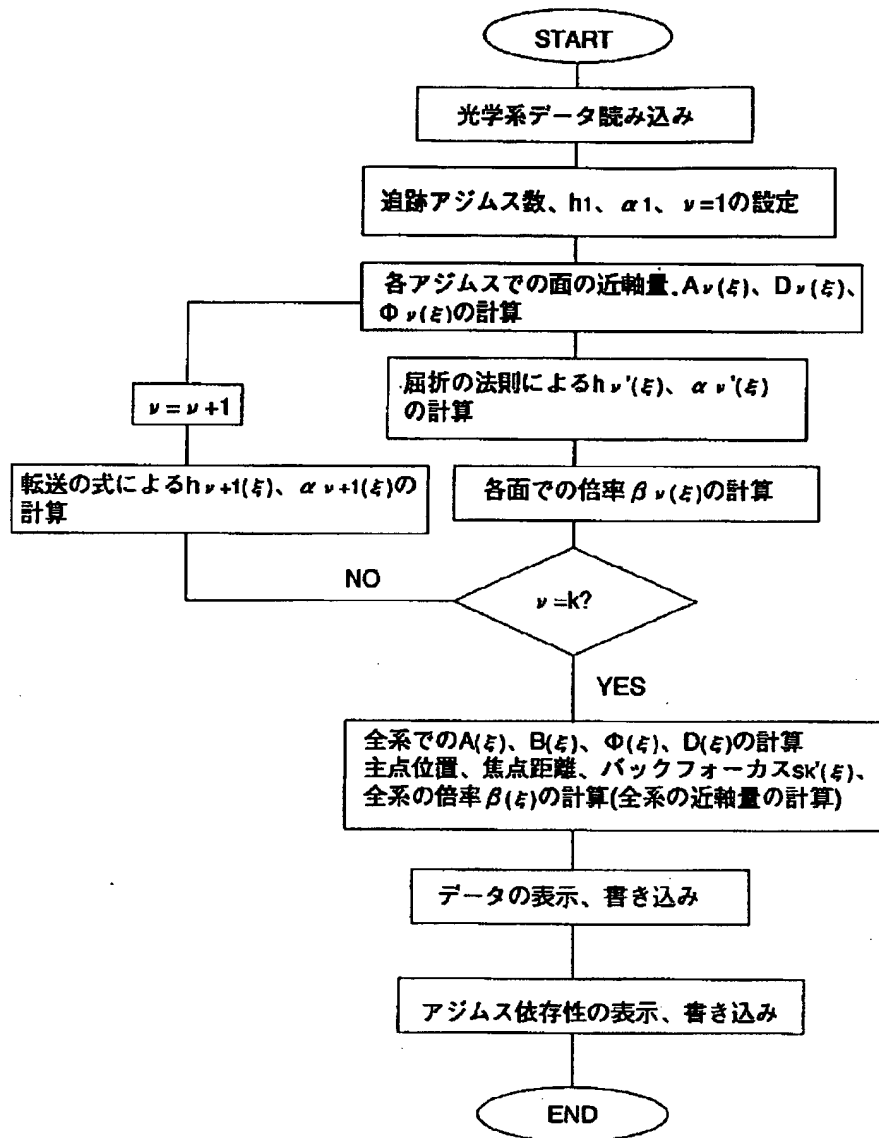 START
光学系データ読み込み
追跡アジムス数、h1、α1、ν=1の設定
各アジムスでの面の近軸量.Aν(ξ)、Dν(ξ)、
Φν(ξ)の計算
屈折の法則によるhν'(ξ)、αν'(ξ)
の計算
ν=ν+1
転送の式によるhν+1(ξ)、αν+1(ξ)の
計算
各面での倍率βν(ξ)の計算
NO
ν=k?
YES
全系でのA(ξ)、B(ξ)、Φ(ξ)、D(ξ)の計算
主点位置、焦点距離、バックフォーカスsk'(ξ)、
全系の倍率β(ξ)の計算(全系の近軸量の計算)
データの表示、書き込み
アジムス依存性の表示、書き込み
END